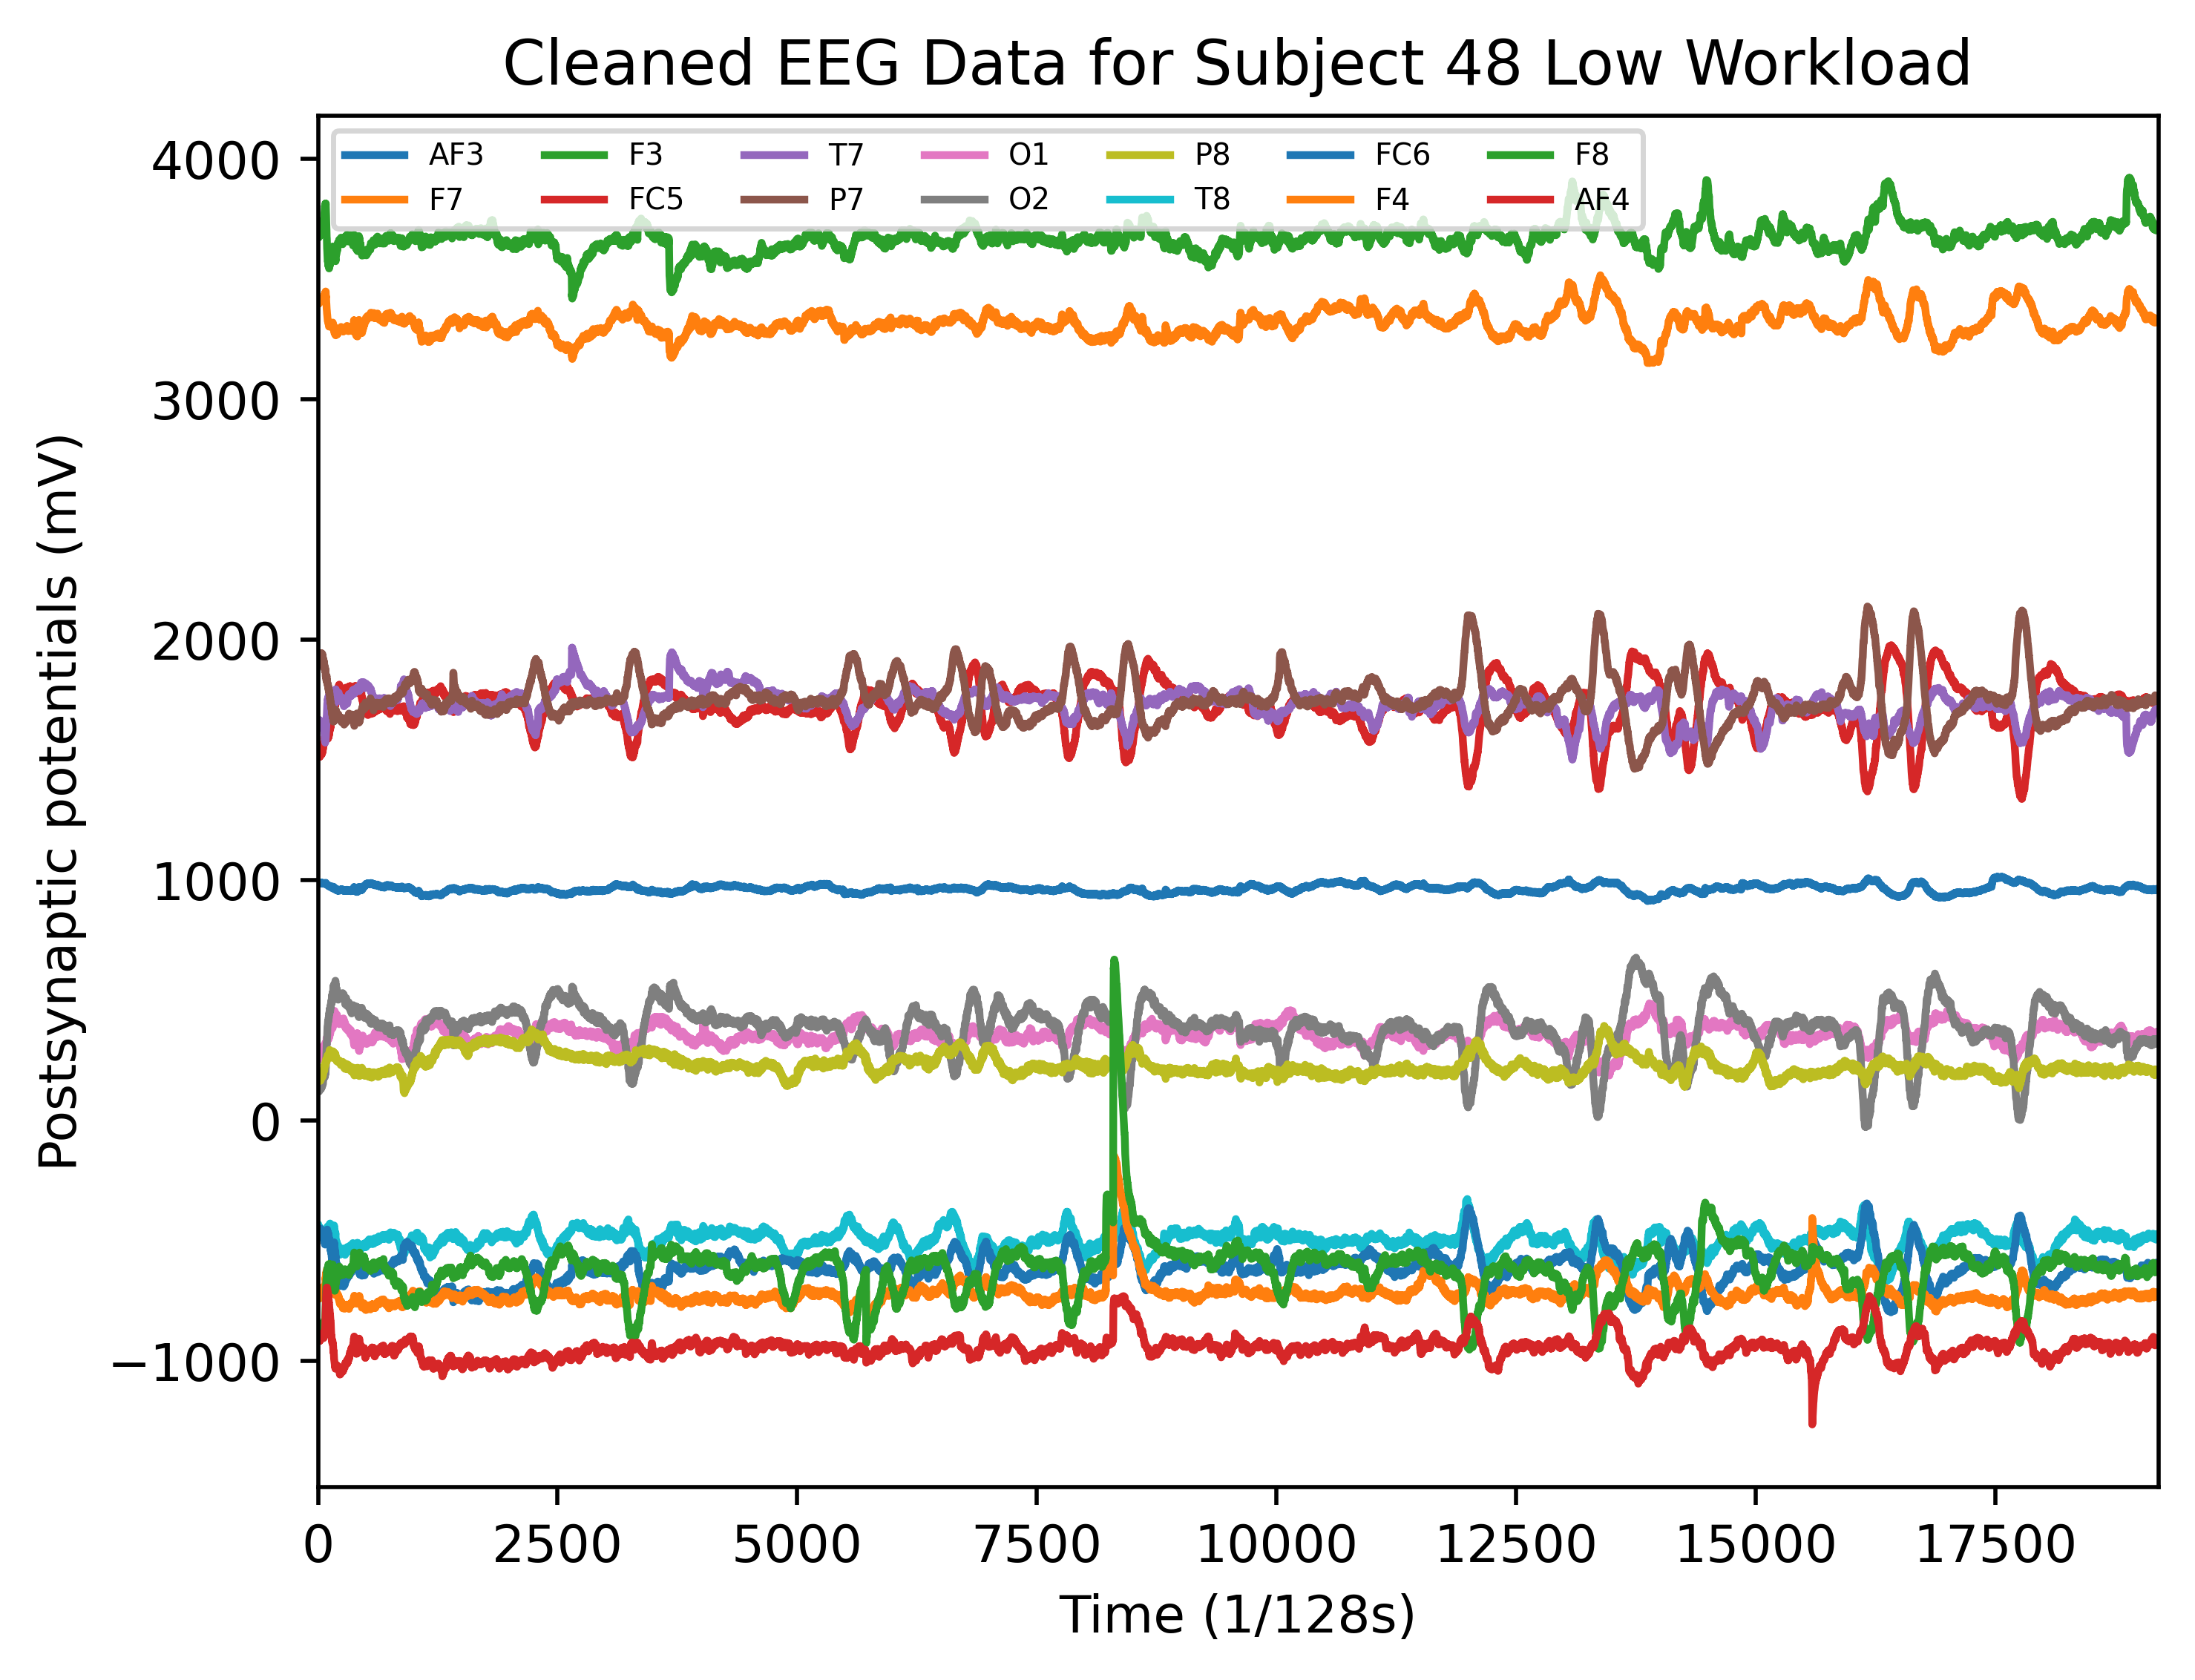 Cleaned EEG Data for Subject 48 Low Workload
AF3 F3 T7 O1 P8 FC6 F8
F7 FC5 P7 O2 T8 F4 AF4
4000
3000
2000
1000
0
−1000
Postsynaptic potentials (mV)
0 2500 5000 7500 10000 12500 15000 17500
Time (1/128s)